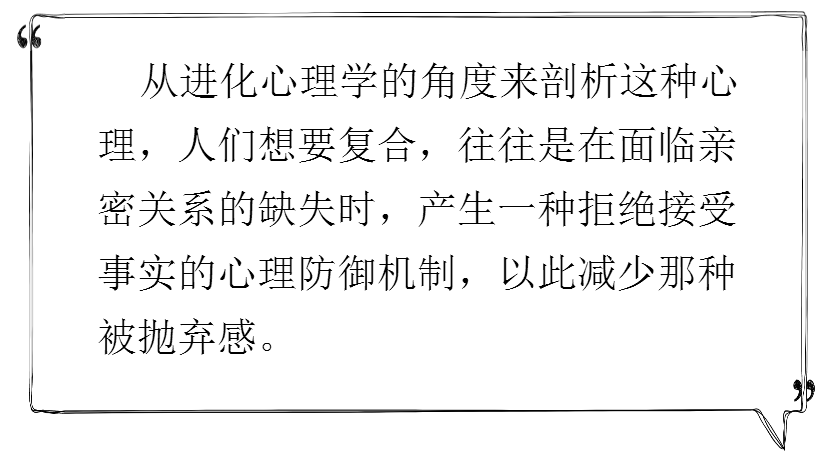 从进化心理学的角度来剖析这种心
理，人们想要复合，往往是在面临亲
密关系的缺失时，产生一种拒绝接受
事实的心理防御机制，以此减少那种
被抛弃感。